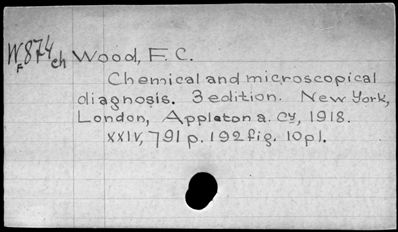 W874ch Wood, F. C.
F
Chemical and microscopical
diagnosis. 3 edition. New York,
London, Appleton a. Cy, 1918.
XXIV, 791 p. 192 fig. 10 pl.